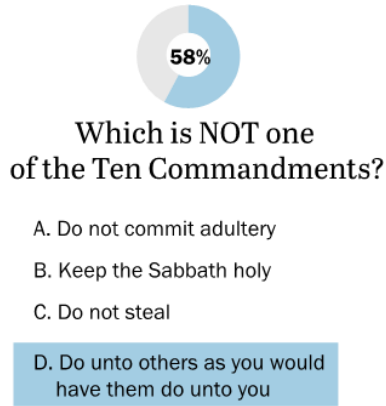 58%
Which is NOT one
of the Ten Commandments?
A. Do not commit adultery
B. Keep the Sabbath holy
C. Do not steal
D. Do unto others as you would
have them do unto you